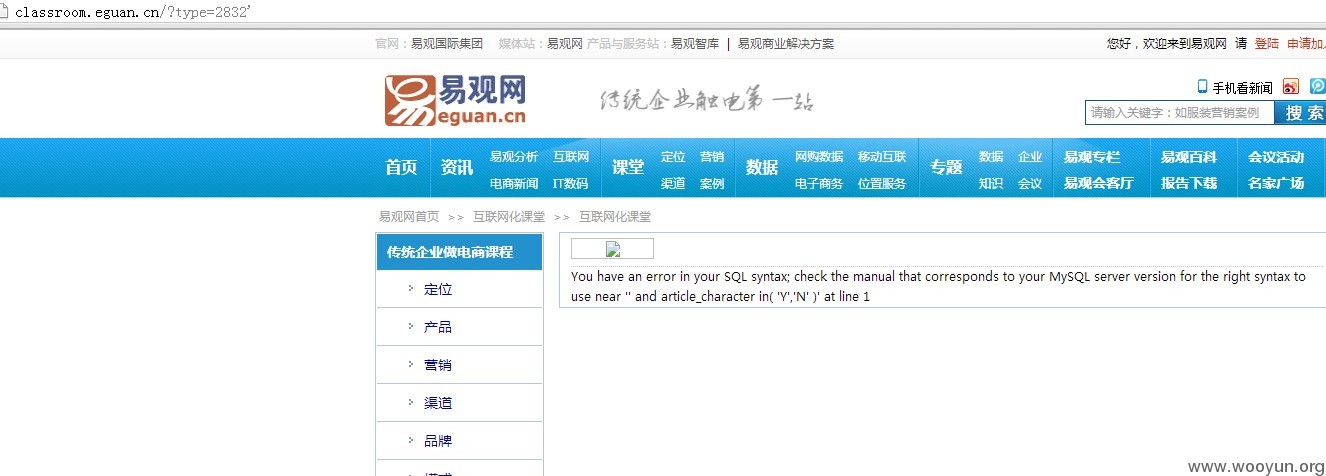 classroom.eguan.cn/?type=2832'
官网：易观国际集团 媒体站：易观网 产品与服务站：易观智库 | 易观商业解决方案 您好，欢迎来到易观网 请 登陆 申请加
易观网
eguan.cn
传统企业触电第一站
手机看新闻
请输入关键字：如服装营销案例 搜 索
首页 资讯 易观分析 互联网 课堂 定位 营销 数据 网购数据 移动互联 专题 数据 企业 易观专栏 易观百科 会议活动
电商新闻 IT数码 渠道 案例 电子商务 位置服务 知识 会议 易观会客厅 报告下载 名家广场
易观网首页 >> 互联网化课堂 >> 互联网化课堂
传统企业做电商课程
定位
产品
营销
渠道
品牌
You have an error in your SQL syntax; check the manual that corresponds to your MySQL server version for the right syntax to
use near '' and article_character in( 'Y','N' )' at line 1
www.wooyun.org